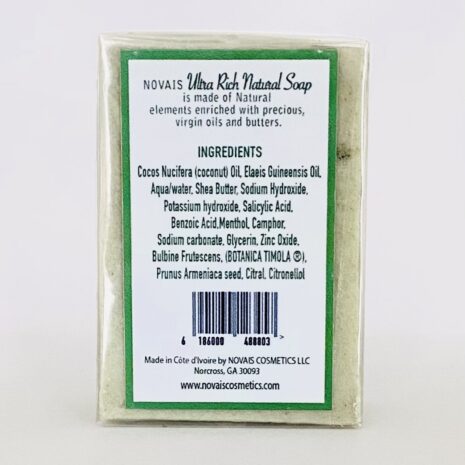 NOVAIS Ultra Rich Natural Soap
is made of Natural
elements enriched with precious,
virgin oils and butters.
INGREDIENTS
Cocos Nucifera (coconut) Oil, Elaeis Guineensis Oil,
Aqua/water, Shea Butter, Sodium Hydroxide,
Potassium hydroxide, Salicylic Acid,
Benzoic Acid,Menthol, Camphor,
Sodium carbonate, Glycerin, Zinc Oxide,
Bulbine Frutescens, (BOTANICA TIMOLA ®),
Prunus Armeniaca seed, Citral, Citronellol
6 186000 488803 >
Made in Côte d'Ivoire by NOVAIS COSMETICS LLC
Norcross, GA 30093
www.novaiscosmetics.com